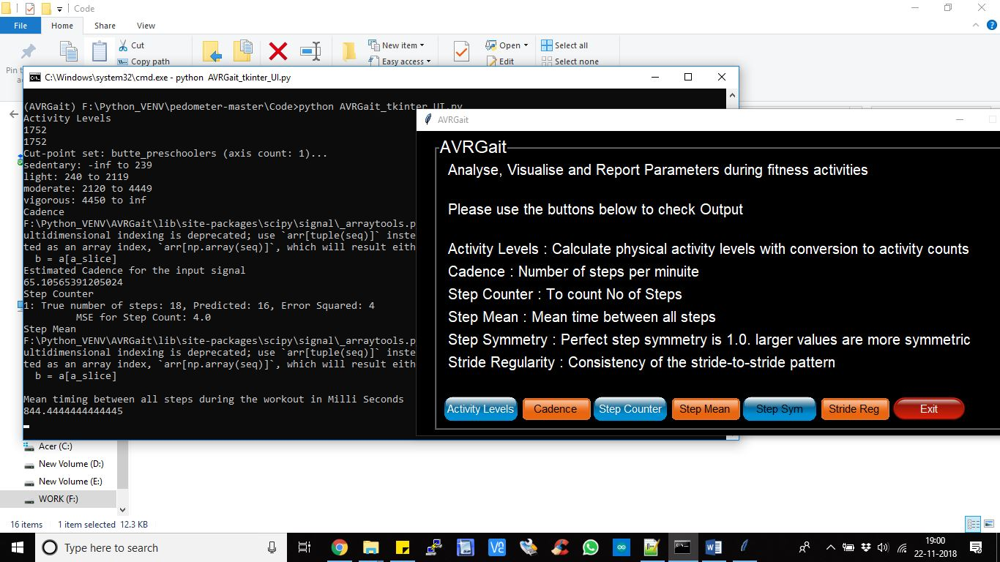 Code
File Home Share View
Cut
Copy path
New item
Easy access
Open
Edit
Select all
Select none
Pin t
C:\Windows\system32\cmd.exe - python AVRGait_tkinter_UI.py
(AVRGait) F:\Python_VENV\pedometer-master\Code>python AVRGait_tkinter_UI.py
Activity Levels
1752
1752
Cut-point set: butte_preschoolers (axis count: 1)...
sedentary: -inf to 239
light: 240 to 2119
moderate: 2120 to 4449
vigorous: 4450 to inf
Cadence
F:\Python_VENV\AVRGait\lib\site-packages\scipy\signal\_arraytools.p
ultidimensional indexing is deprecated; use `arr[tuple(seq)]` inste
ted as an array index, `arr[np.array(seq)]`, which will result eith
b = a[a_slice]
Estimated Cadence for the input signal
65.10565391205024
Step Counter
1: True number of steps: 18, Predicted: 16, Error Squared: 4
MSE for Step Count: 4.0
Step Mean
F:\Python_VENV\AVRGait\lib\site-packages\scipy\signal\_arraytools.p
ultidimensional indexing is deprecated; use `arr[tuple(seq)]` inste
ted as an array index, `arr[np.array(seq)]`, which will result eith
b = a[a_slice]
Mean timing between all steps during the workout in Milli Seconds
844.4444444444445
AVRGait
AVRGait
Analyse, Visualise and Report Parameters during fitness activities
Please use the buttons below to check Output
Activity Levels : Calculate physical activity levels with conversion to activity counts
Cadence : Number of steps per minuite
Step Counter : To count No of Steps
Step Mean : Mean time between all steps
Step Symmetry : Perfect step symmetry is 1.0. larger values are more symmetric
Stride Regularity : Consistency of the stride-to-stride pattern
Activity Levels Cadence Step Counter Step Mean Step Sym Stride Reg Exit
Acer (C:)
New Volume (D:)
New Volume (E:)
WORK (F:)
16 items 1 item selected 12.3 KB
Type here to search
19:00
22-11-2018